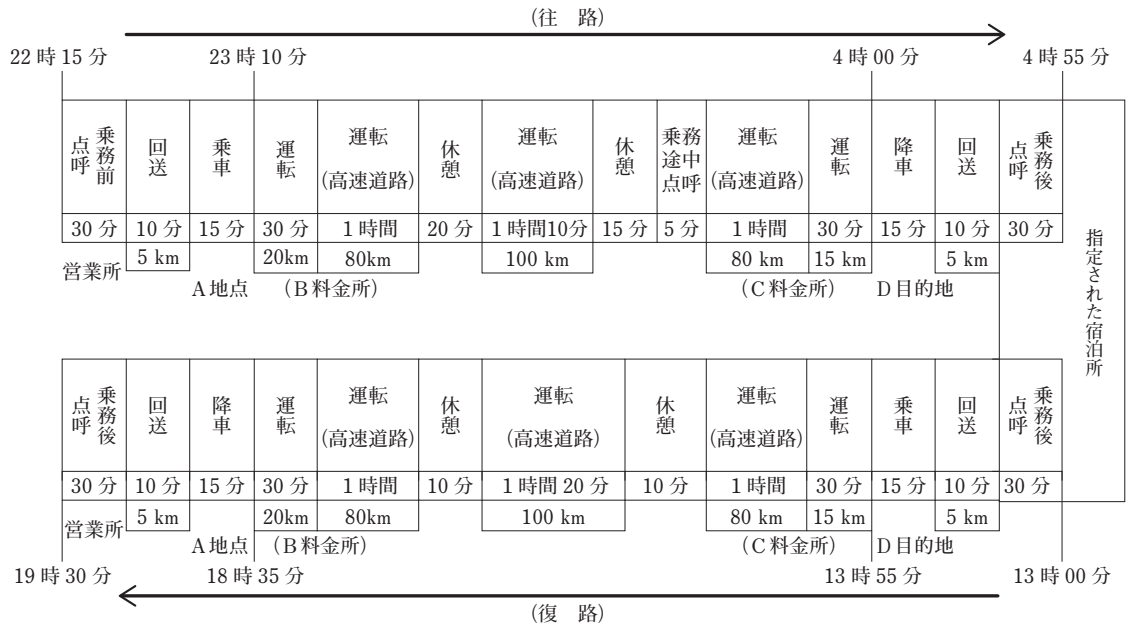 (往　路)
22時15分　23時10分　4時00分　4時55分
乗務前点呼　回送　乗車　運転　運転(高速道路)　休憩　運転(高速道路)　休憩　乗務途中点呼　運転(高速道路)　運転　降車　回送　乗務後点呼
30分　10分　15分　30分　1時間　20分　1時間10分　15分　5分　1時間　30分　15分　10分　30分
5 km　20km　80km　100 km　80 km　15 km　5 km
営業所　A地点　(B料金所)　(C料金所)　D目的地
指定された宿泊所
乗務後点呼　回送　降車　運転　運転(高速道路)　休憩　運転(高速道路)　休憩　運転(高速道路)　運転　乗車　回送　乗務後点呼
30分　10分　15分　30分　1時間　10分　1時間20分　10分　1時間　30分　15分　10分　30分
5 km　20km　80km　100 km　80 km　15 km　5 km
営業所　A地点　(B料金所)　(C料金所)　D目的地
19時30分　18時35分　13時55分　13時00分
(復　路)